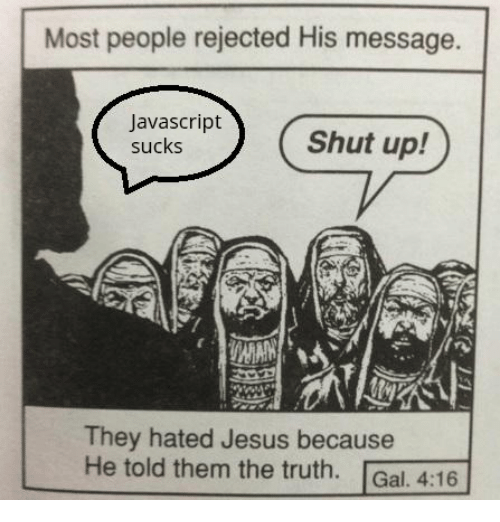 Most people rejected His message.
Javascript
sucks
Shut up!
They hated Jesus because
He told them the truth.
Gal. 4:16